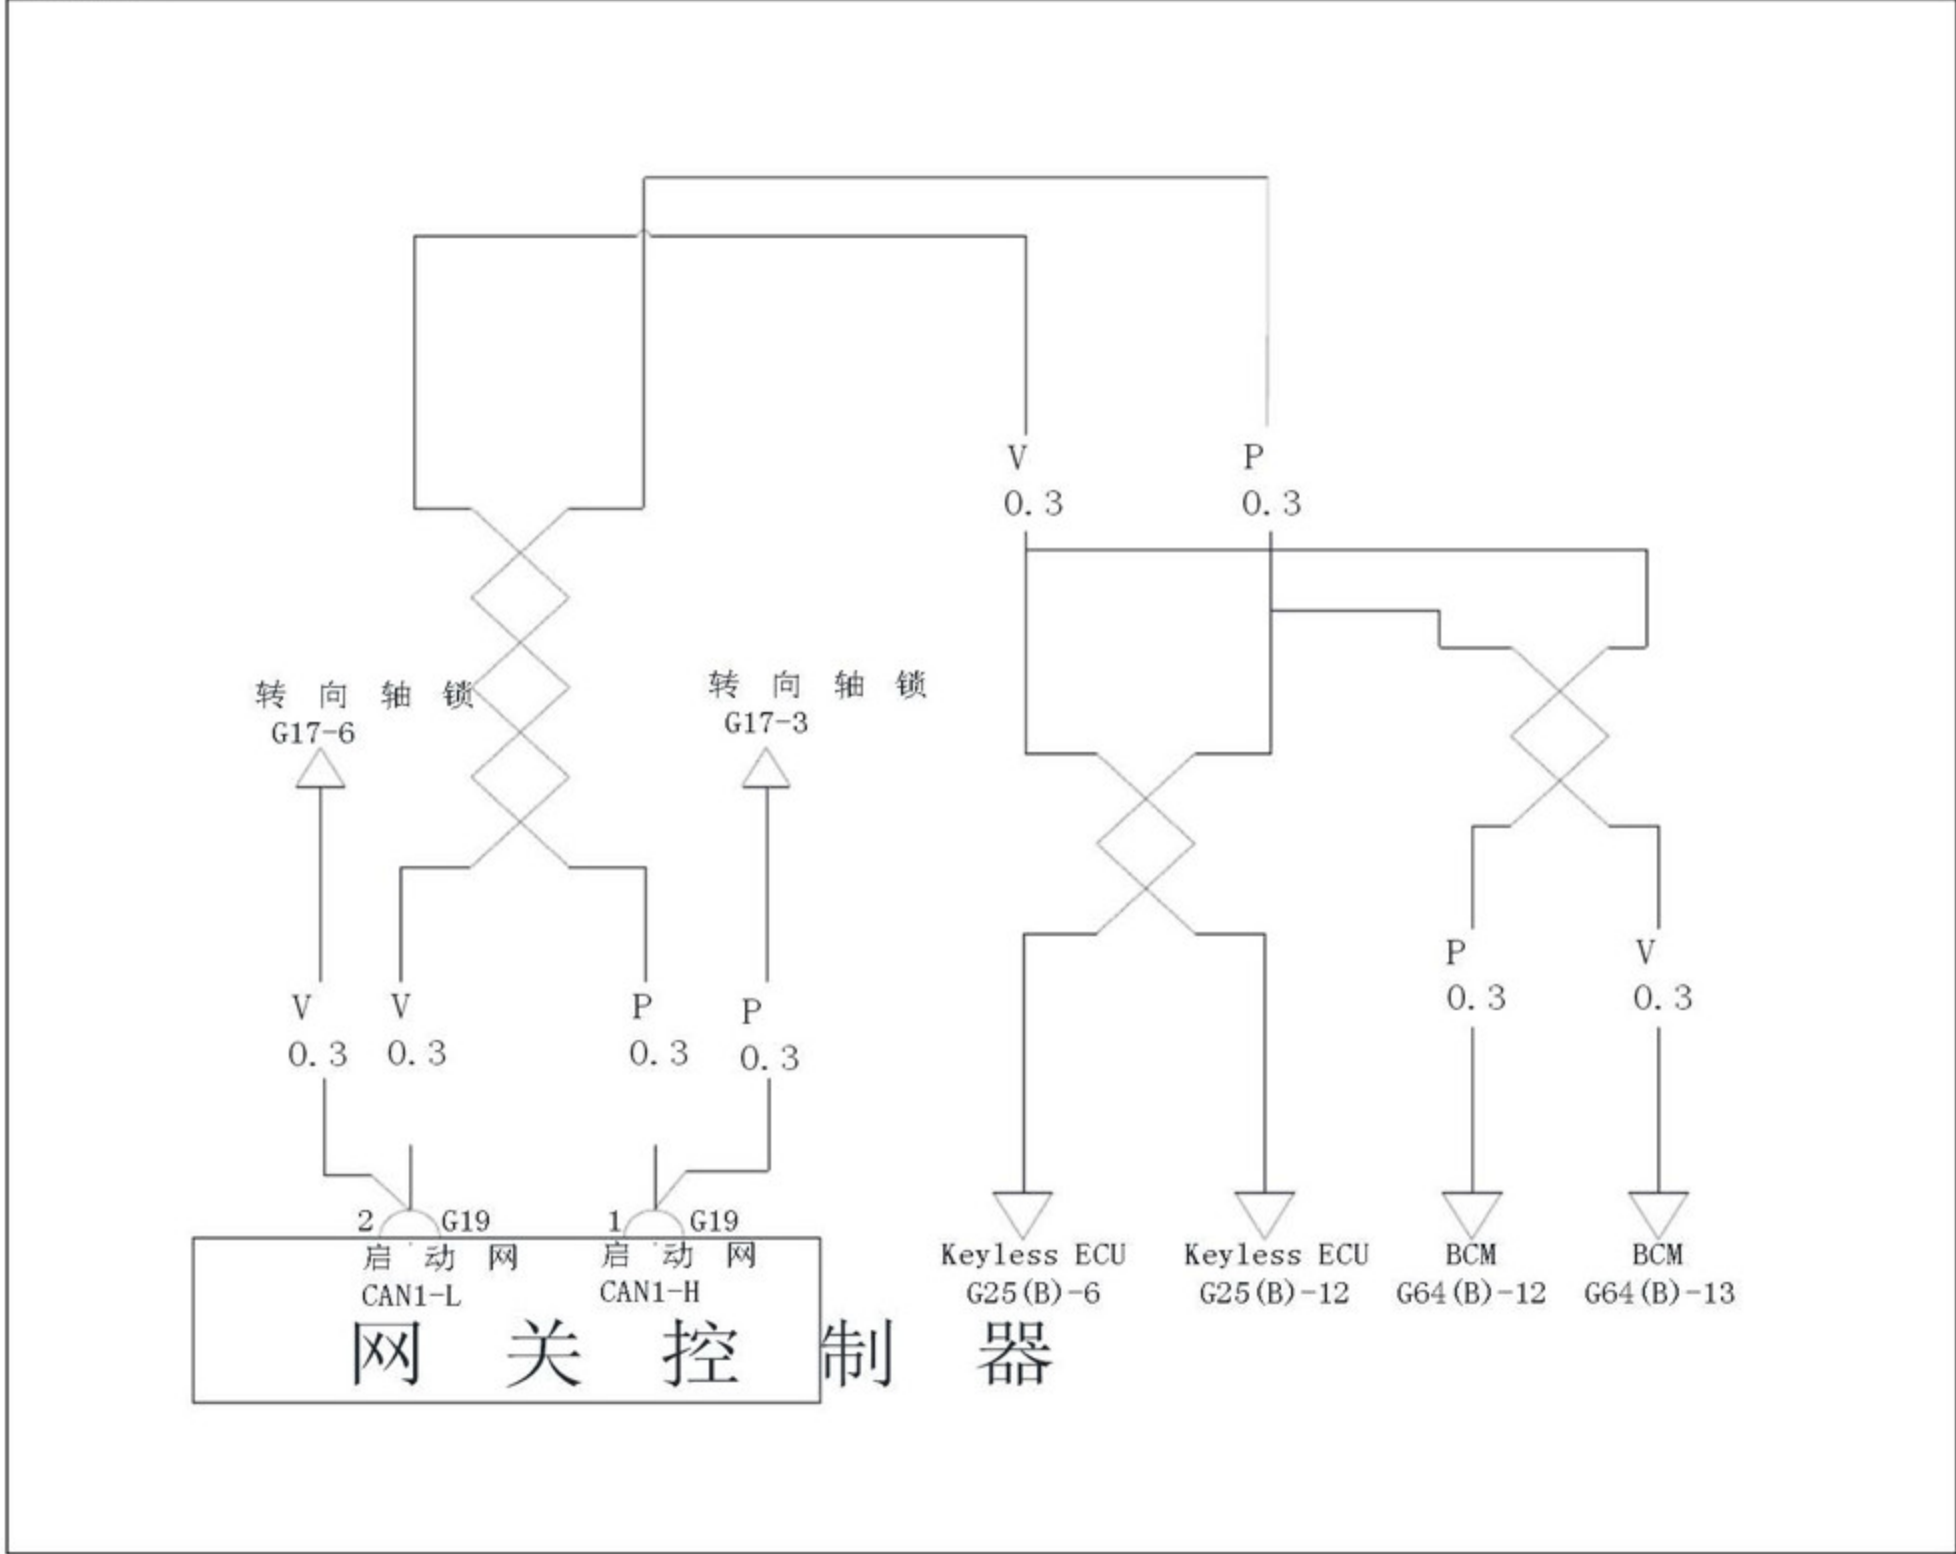 V
P
0.3
0.3
转向轴锁
G17-6
转向轴锁
G17-3
P
0.3
V
0.3
V
0.3
V
0.3
P
0.3
P
0.3
2
G19
启动网
CAN1-L
1
G19
启动网
CAN1-H
网关控制器
Keyless ECU
G25(B)-6
Keyless ECU
G25(B)-12
BCM
G64(B)-12
BCM
G64(B)-13